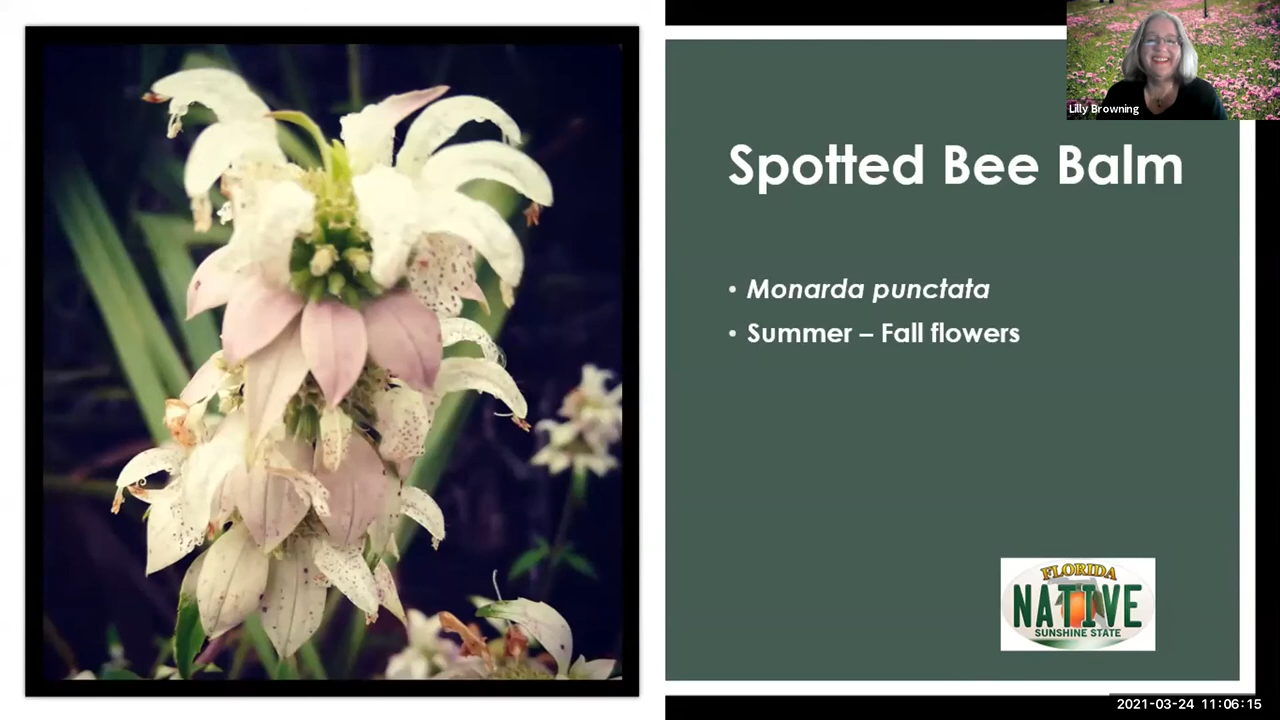 Lilly Browning
Spotted Bee Balm
• Monarda punctata
• Summer – Fall flowers
FLORIDA
NATIVE
SUNSHINE STATE
2021-03-24 11:06:15